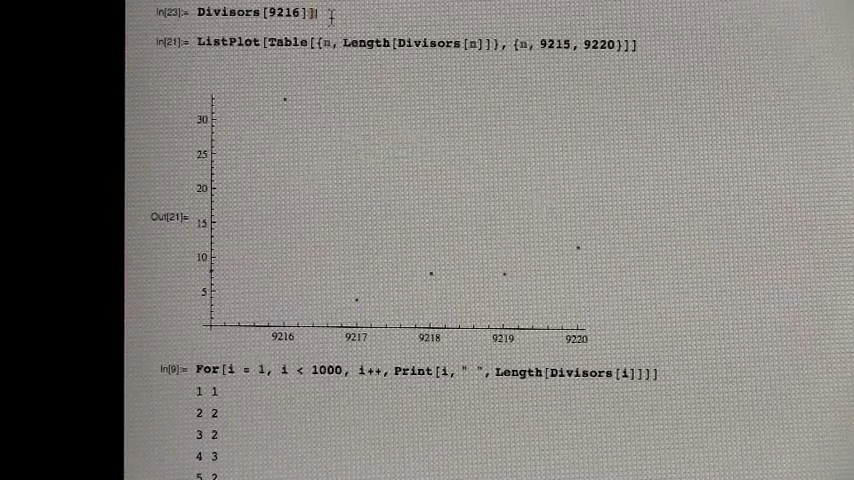 In[23]:= Divisors[9216]]
In[21]:= ListPlot[Table[{n, Length[Divisors[n]]}, {n, 9215, 9220}]]
30
25
20
Out[21]= 15
10
5
9216 9217 9218 9219 9220
In[9]:= For[i = 1, i < 1000, i++, Print[i, " ", Length[Divisors[i]]]]
1 1
2 2
3 2
4 3
5 2